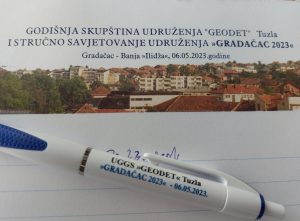 GODIŠNJA SKUPŠTINA UDRUŽENJA "GEODET" Tuzla
I STRUČNO SAVJETOVANJE UDRUŽENJA »GRADAČAC 2023«
Gradačac - Banja "Ilidža", 06.05.2023.godine
UGGS »GEODET« Tuzla
»GRADAČAC 2023« - 06.05.2023.